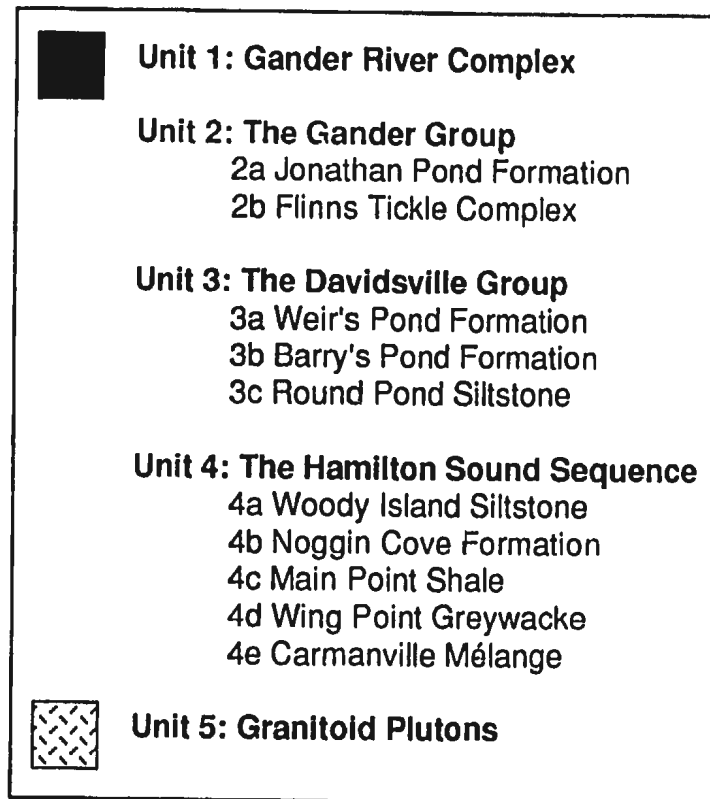 Unit 1: Gander River Complex
Unit 2: The Gander Group
2a Jonathan Pond Formation
2b Flinns Tickle Complex
Unit 3: The Davidsville Group
3a Weir's Pond Formation
3b Barry's Pond Formation
3c Round Pond Siltstone
Unit 4: The Hamilton Sound Sequence
4a Woody Island Siltstone
4b Noggin Cove Formation
4c Main Point Shale
4d Wing Point Greywacke
4e Carmanville Mélange
Unit 5: Granitoid Plutons